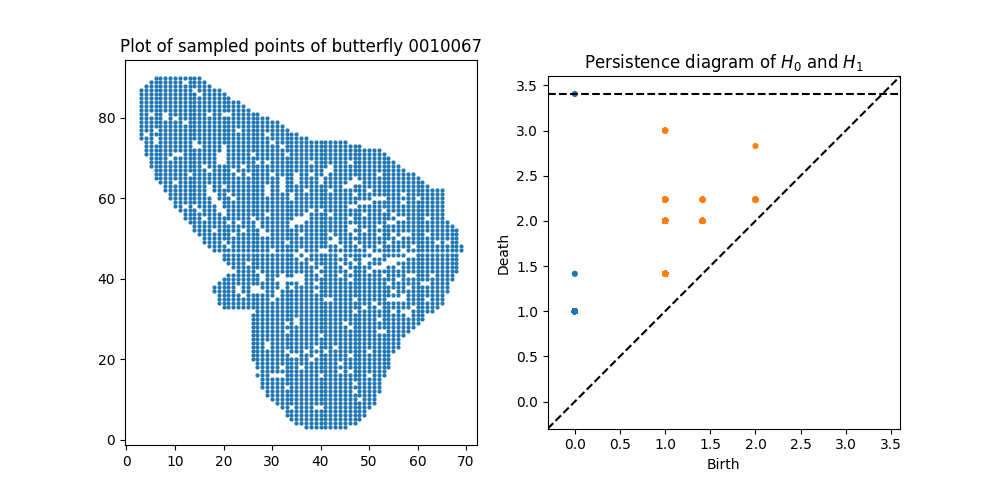 Plot of sampled points of butterfly 0010067
80
60
40
20
0
0 10 20 30 40 50 60 70
Persistence diagram of H₀ and H₁
3.5
3.0
2.5
2.0
1.5
1.0
0.5
0.0
Death
0.0 0.5 1.0 1.5 2.0 2.5 3.0 3.5
Birth